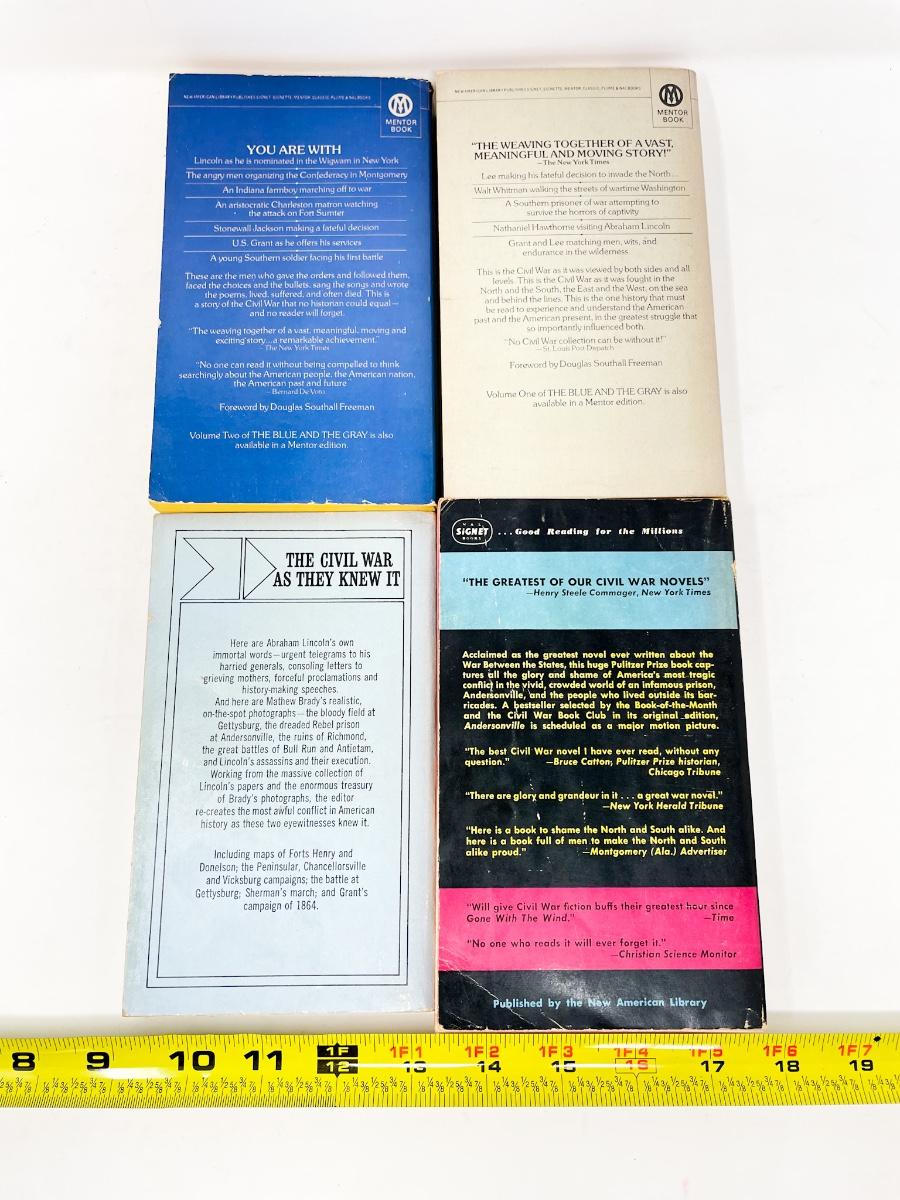 NEW AMERICAN LIBRARY PUBLISHES SIGNET, SIGNETTE, MENTOR, CLASSIC, PLUME & NAL BOOKS
M
MENTOR
BOOK
YOU ARE WITH
Lincoln as he is nominated in the Wigwam in New York
The angry men organizing the Confederacy in Montgomery
An Indiana farmboy marching off to war
An aristocratic Charleston matron watching
the attack on Fort Sumter
Stonewall Jackson making a fateful decision
U.S. Grant as he offers his services
A young Southern soldier facing his first battle
These are the men who gave the orders and followed them,
faced the choices and the bullets, sang the songs and wrote
the poems, lived, suffered, and often died. This is
a story of the Civil War that no historian could equal—
and no reader will forget.
"The weaving together of a vast, meaningful, moving and
exciting story...a remarkable achievement."
—The New York Times
"No one can read it without being compelled to think
searchingly about the American people, the American nation,
the American past and future"
—Bernard De Voto
Foreword by Douglas Southall Freeman
Volume Two of THE BLUE AND THE GRAY is also
available in a Mentor edition.
NEW AMERICAN LIBRARY PUBLISHES SIGNET, SIGNETTE, MENTOR, CLASSIC, PLUME & NAL BOOKS
M
MENTOR
BOOK
"THE WEAVING TOGETHER OF A VAST,
MEANINGFUL AND MOVING STORY!"
—The New York Times
Lee making his fateful decision to invade the North...
Walt Whitman walking the streets of wartime Washington
A Southern prisoner of war attempting to
survive the horrors of captivity
Nathaniel Hawthorne visiting Abraham Lincoln
Grant and Lee matching men, wits, and
endurance in the wilderness
This is the Civil War as it was viewed by both sides and all
levels. This is the Civil War as it was fought in the
North and the South, the East and the West, on the sea
and behind the lines. This is the one history that must
be read to experience and understand the American
past and the American present, in the greatest struggle that
so importantly influenced both.
"No Civil War collection can be without it!"
—St. Louis Post-Dispatch
Foreword by Douglas Southall Freeman
Volume One of THE BLUE AND THE GRAY is also
available in a Mentor edition.
THE CIVIL WAR
AS THEY KNEW IT
Here are Abraham Lincoln's own
immortal words—urgent telegrams to his
harried generals, consoling letters to
grieving mothers, forceful proclamations and
history-making speeches.
And here are Mathew Brady's realistic,
on-the-spot photographs—the bloody field at
Gettysburg, the dreaded Rebel prison
at Andersonville, the ruins of Richmond,
the great battles of Bull Run and Antietam,
and Lincoln's assassins and their execution.
Working from the massive collection of
Lincoln's papers and the enormous treasury
of Brady's photographs, the editor
re-creates the most awful conflict in American
history as these two eyewitnesses knew it.
Including maps of Forts Henry and
Donelson; the Peninsular, Chancellorsville
and Vicksburg campaigns; the battle at
Gettysburg; Sherman's march; and Grant's
campaign of 1864.
NAL
SIGNET
BOOKS
...Good Reading for the Millions
"THE GREATEST OF OUR CIVIL WAR NOVELS"
—Henry Steele Commager, New York Times
Acclaimed as the greatest novel ever written about the
War Between the States, this huge Pulitzer Prize book cap-
tures all the glory and shame of America's most tragic
conflict in the vivid, crowded world of an infamous prison,
Andersonville, and the people who lived outside its bar-
ricades. A bestseller selected by the Book-of-the-Month
and the Civil War Book Club in its original edition,
Andersonville is scheduled as a major motion picture.
"The best Civil War novel I have ever read, without any
question." —Bruce Catton; Pulitzer Prize historian,
Chicago Tribune
"There are glory and grandeur in it . . . a great war novel."
—New York Herald Tribune
"Here is a book to shame the North and South alike. And
here is a book full of men to make the North and South
alike proud." —Montgomery (Ala.) Advertiser
"Will give Civil War fiction buffs their greatest hour since
Gone With The Wind." —Time
"No one who reads it will ever forget it."
—Christian Science Monitor
Published by the New American Library
1F 1F1 1F2 1F3 1F4 1F5 1F6 1F7
8 9 10 11 12 13 14 15 16 17 18 19